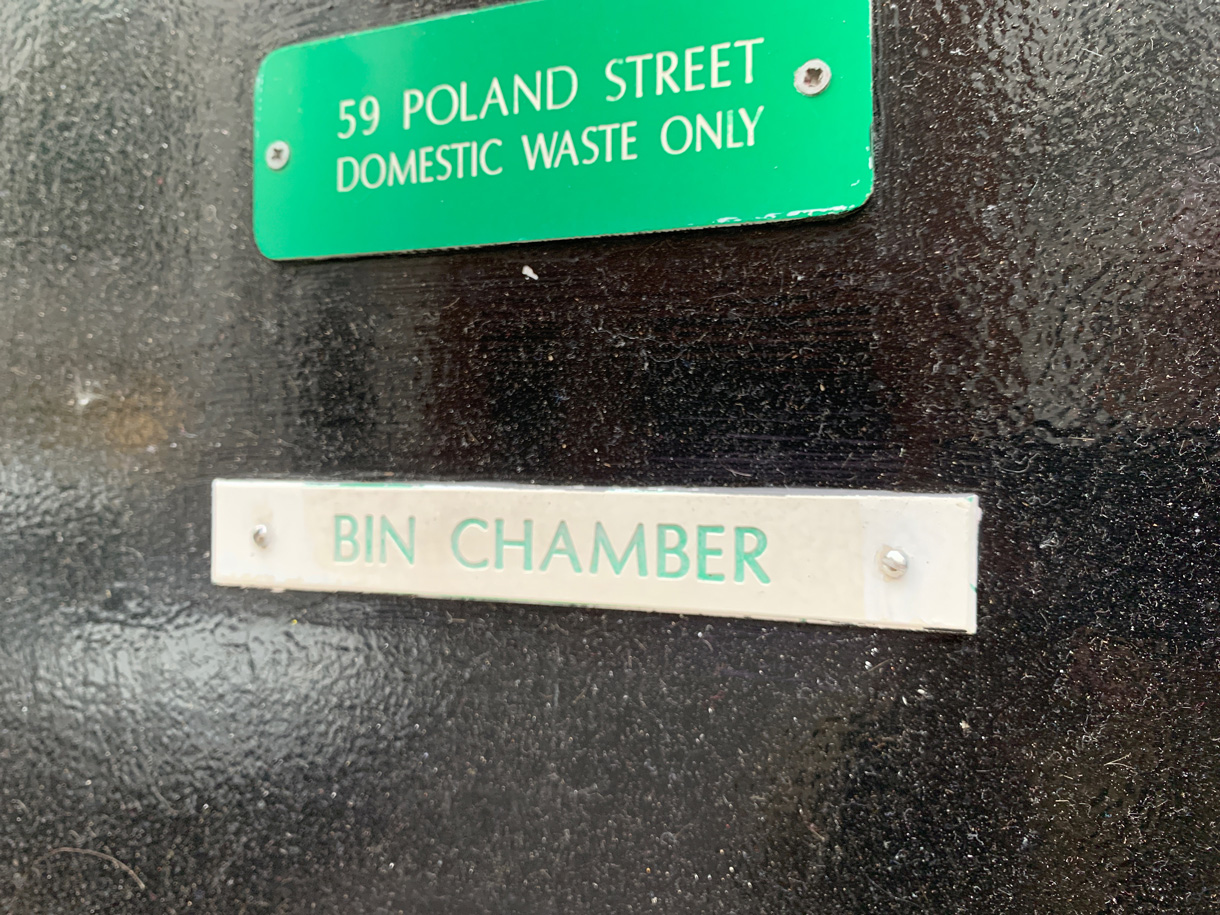 59 POLAND STREET
DOMESTIC WASTE ONLY
BIN CHAMBER